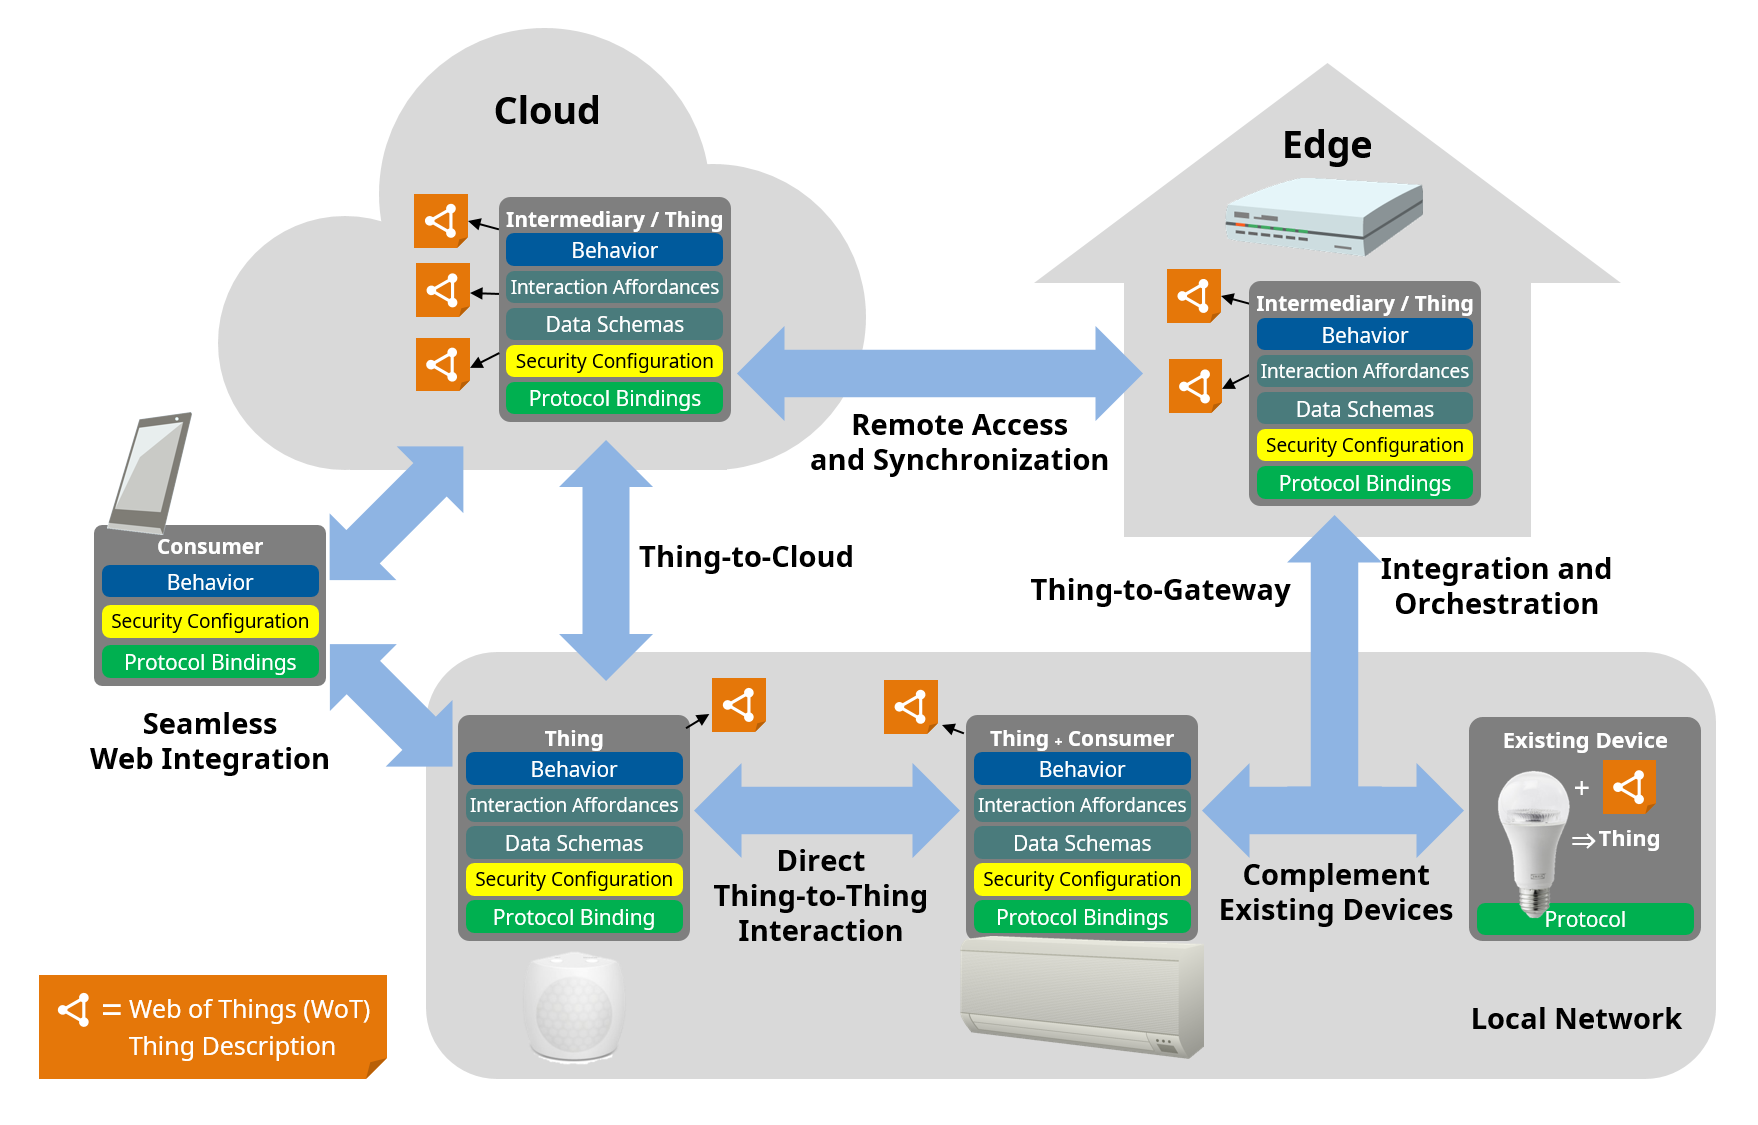 Cloud
Intermediary / Thing
Behavior
Interaction Affordances
Data Schemas
Security Configuration
Protocol Bindings
Edge
Intermediary / Thing
Behavior
Interaction Affordances
Data Schemas
Security Configuration
Protocol Bindings
Remote Access
and Synchronization
Consumer
Behavior
Security Configuration
Protocol Bindings
Seamless
Web Integration
Thing-to-Cloud
Thing-to-Gateway
Integration and
Orchestration
Thing
Behavior
Interaction Affordances
Data Schemas
Security Configuration
Protocol Binding
Direct
Thing-to-Thing
Interaction
Thing + Consumer
Behavior
Interaction Affordances
Data Schemas
Security Configuration
Protocol Bindings
Complement
Existing Devices
Existing Device
+
⇒Thing
Protocol
Local Network
= Web of Things (WoT)
Thing Description